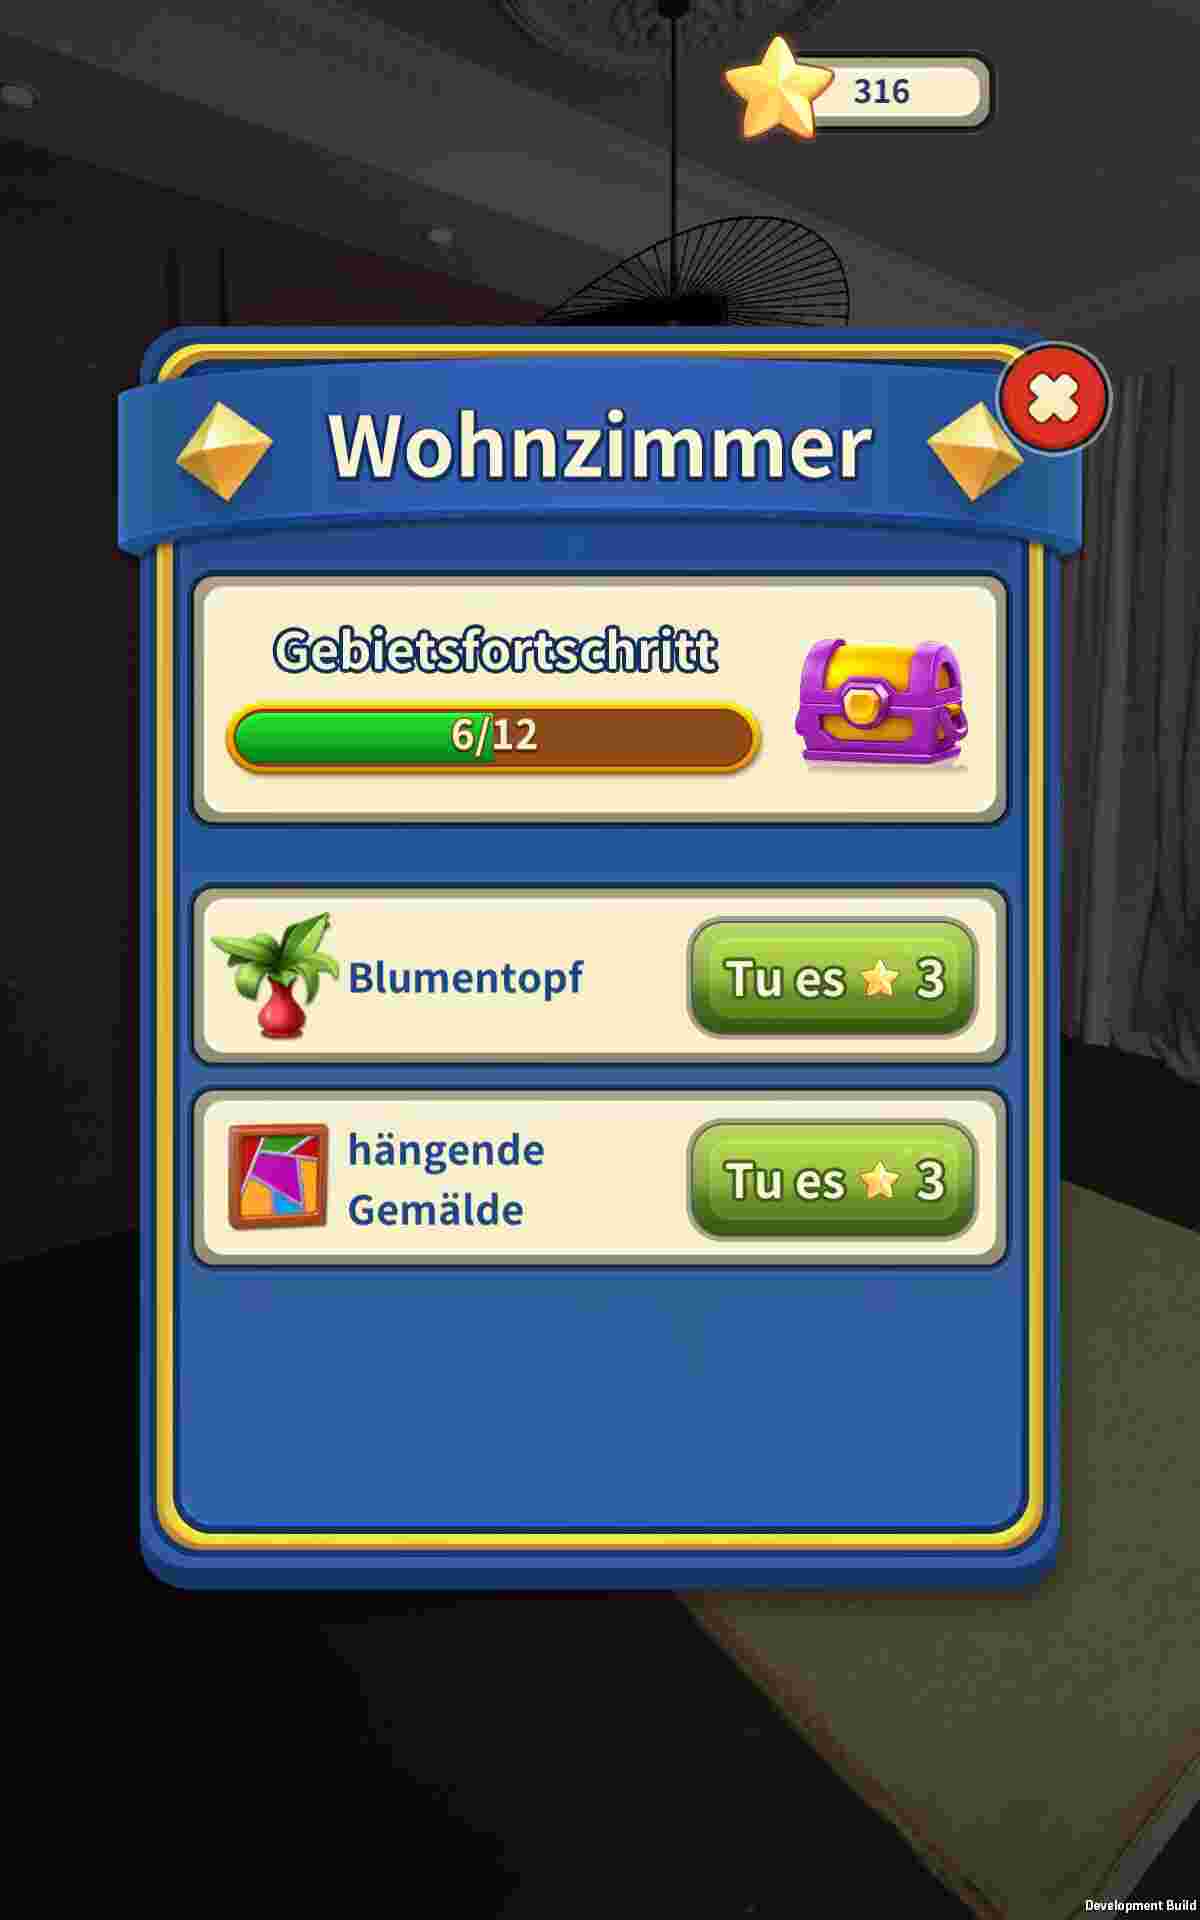 316
Wohnzimmer
Gebietsfortschritt
6/12
Blumentopf
Tu es 3
hängende
Gemälde
Tu es 3
Development Build